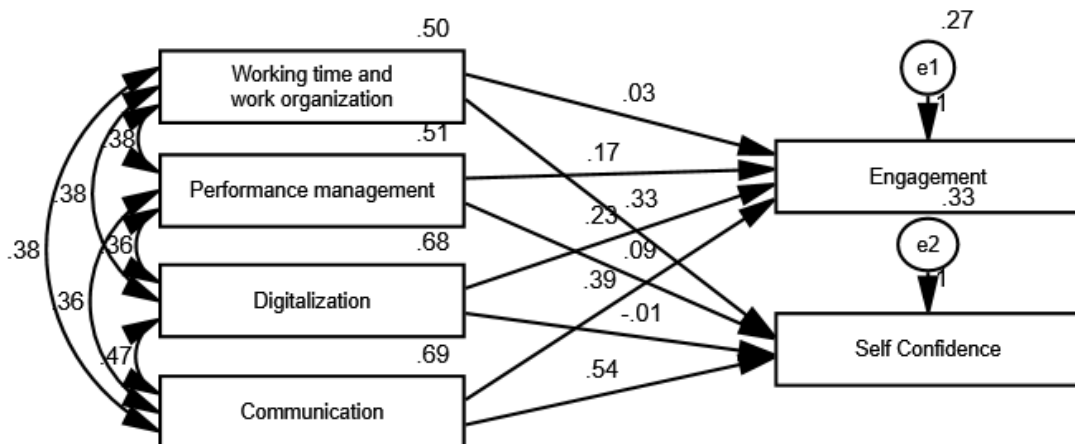 .27
.50
e1
Working time and
work organization
.03
1
.51
.38
.17
Engagement
Performance management
.38
.33
.33
.23
.68
.36
.09
e2
.38
.39
1
.36
Digitalization
-.01
.69
.47
Self Confidence
.54
Communication